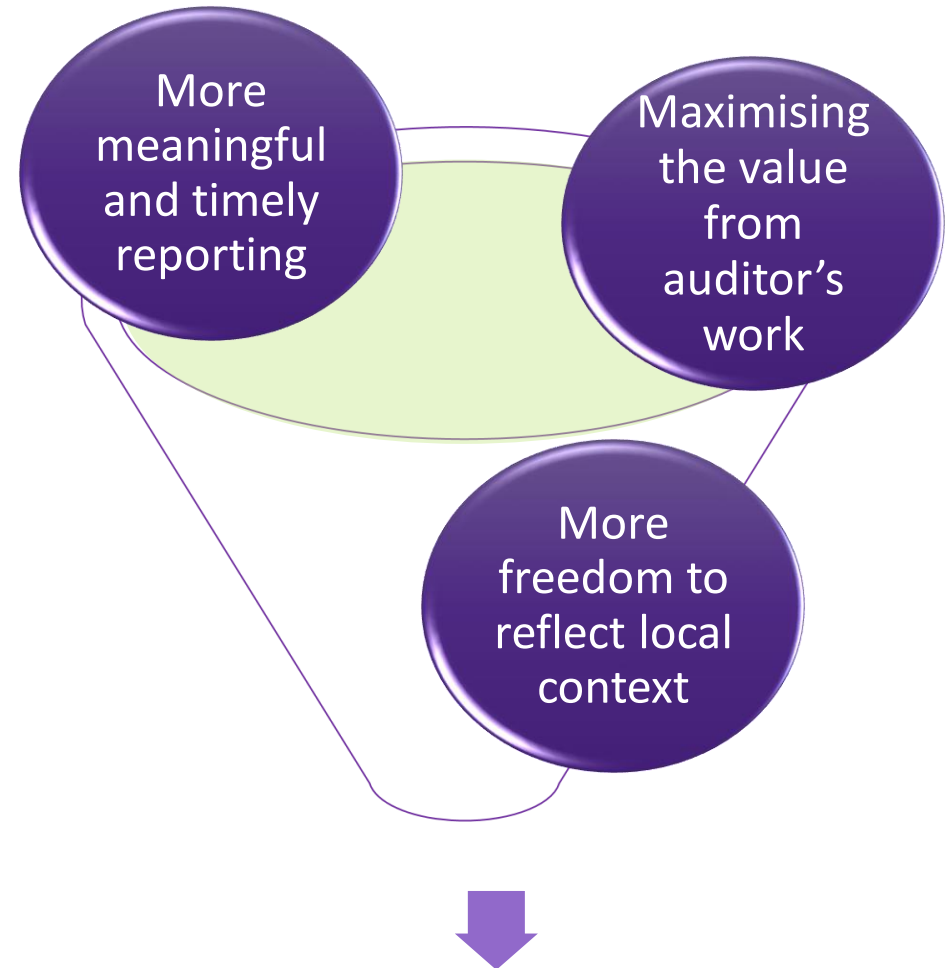 More
meaningful
and timely
reporting
Maximising
the value
from
auditor’s
work
More
freedom to
reflect local
context